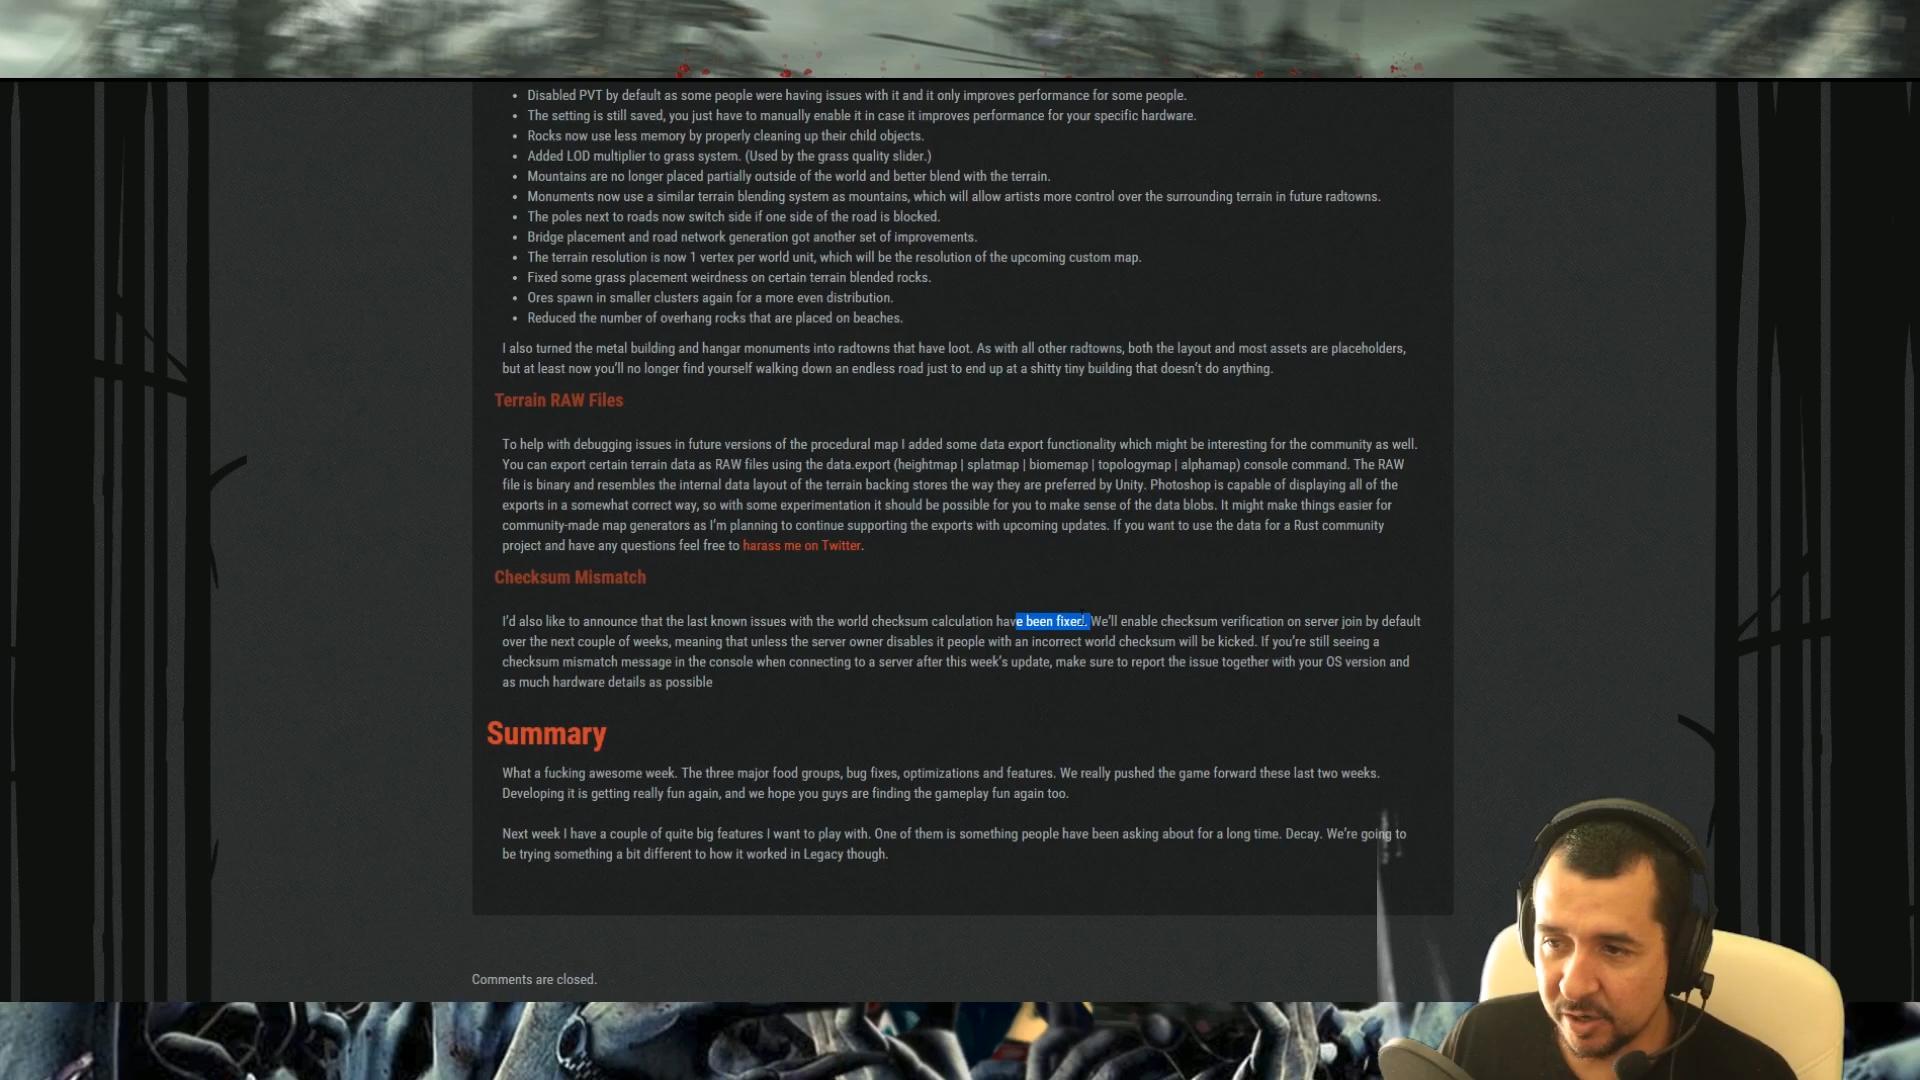 Disabled PVT by default as some people were having issues with it and it only improves performance for some people.
The setting is still saved, you just have to manually enable it in case it improves performance for your specific hardware.
Rocks now use less memory by properly cleaning up their child objects.
Added LOD multiplier to grass system. (Used by the grass quality slider.)
Mountains are no longer placed partially outside of the world and better blend with the terrain.
Monuments now use a similar terrain blending system as mountains, which will allow artists more control over the surrounding terrain in future radtowns.
The poles next to roads now switch side if one side of the road is blocked.
Bridge placement and road network generation got another set of improvements.
The terrain resolution is now 1 vertex per world unit, which will be the resolution of the upcoming custom map.
Fixed some grass placement weirdness on certain terrain blended rocks.
Ores spawn in smaller clusters again for a more even distribution.
Reduced the number of overhang rocks that are placed on beaches.
I also turned the metal building and hangar monuments into radtowns that have loot. As with all other radtowns, both the layout and most assets are placeholders,
but at least now you'll no longer find yourself walking down an endless road just to end up at a shitty tiny building that doesn't do anything.
Terrain RAW Files
To help with debugging issues in future versions of the procedural map I added some data export functionality which might be interesting for the community as well.
You can export certain terrain data as RAW files using the data.export (heightmap | splatmap | biomemap | topologymap | alphamap) console command. The RAW
file is binary and resembles the internal data layout of the terrain backing stores the way they are preferred by Unity. Photoshop is capable of displaying all of the
exports in a somewhat correct way, so with some experimentation it should be possible for you to make sense of the data blobs. It might make things easier for
community-made map generators as I'm planning to continue supporting the exports with upcoming updates. If you want to use the data for a Rust community
project and have any questions feel free to harass me on Twitter.
Checksum Mismatch
I'd also like to announce that the last known issues with the world checksum calculation have been fixed. We'll enable checksum verification on server join by default
over the next couple of weeks, meaning that unless the server owner disables it people with an incorrect world checksum will be kicked. If you're still seeing a
checksum mismatch message in the console when connecting to a server after this week's update, make sure to report the issue together with your OS version and
as much hardware details as possible
Summary
What a fucking awesome week. The three major food groups, bug fixes, optimizations and features. We really pushed the game forward these last two weeks.
Developing it is getting really fun again, and we hope you guys are finding the gameplay fun again too.
Next week I have a couple of quite big features I want to play with. One of them is something people have been asking about for a long time. Decay. We're going to
be trying something a bit different to how it worked in Legacy though.
Comments are closed.